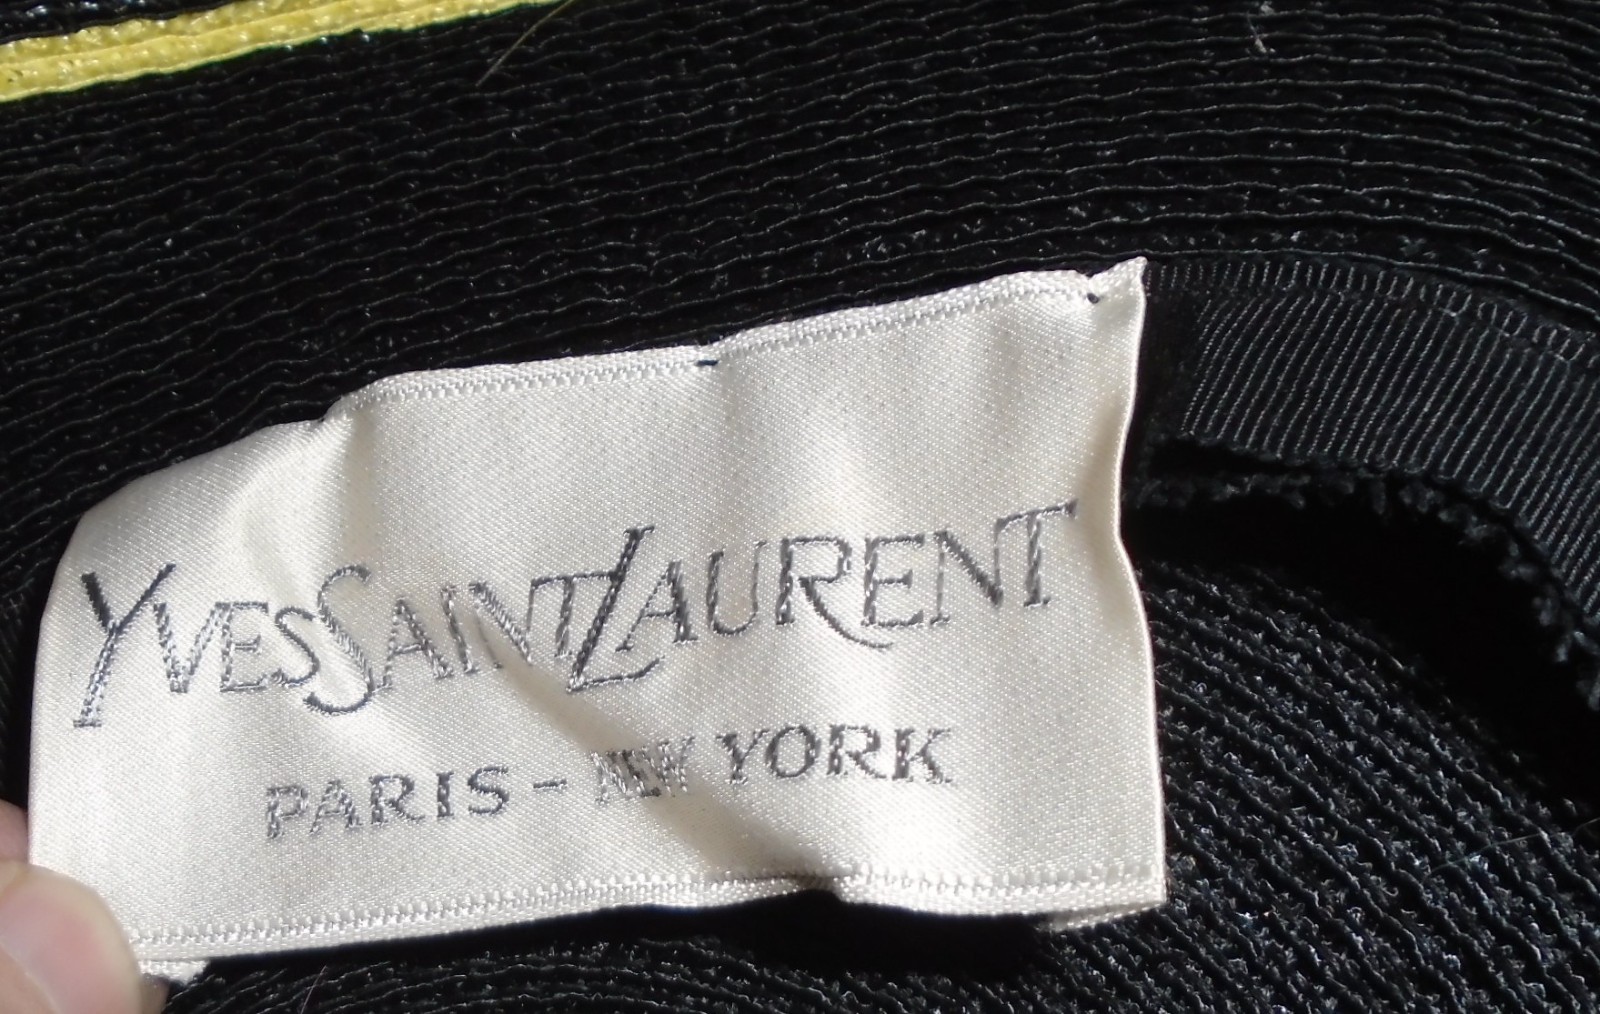 YVES SAINT LAURENT
PARIS - NEW YORK